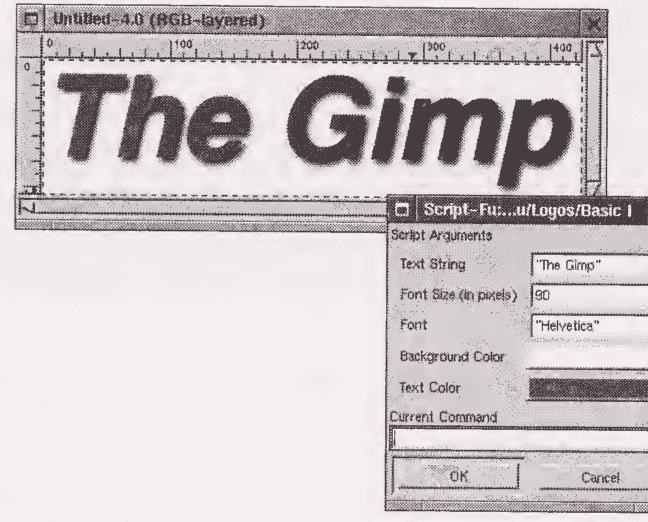 Untitled-4.0 (RGB-layered)
0 100 200 300 400
0
The Gimp
Script-Fu:...u/Logos/Basic I
Script Arguments
Text String "The Gimp"
Font Size (in pixels) 90
Font "Helvetica"
Background Color
Text Color
Current Command
OK Cancel